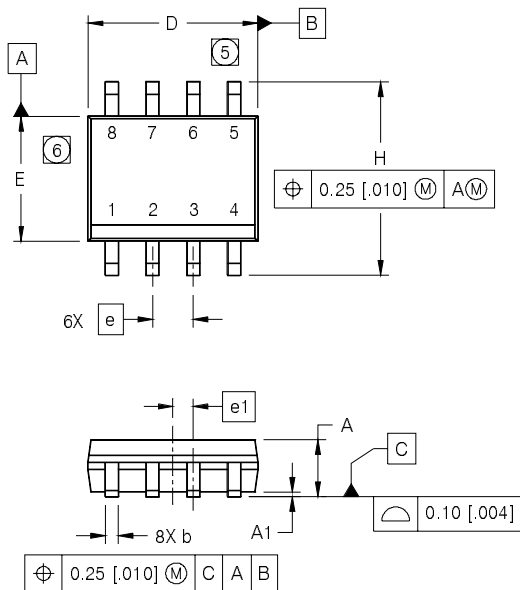 D
B
5
A
8 7 6 5
6
E
H
⌖ 0.25 [.010] Ⓜ AⓂ
1 2 3 4
6X e
e1
A
C
A1
8X b
⌓ 0.10 [.004]
⌖ 0.25 [.010] Ⓜ C A B